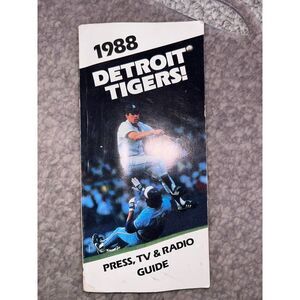 1988
DETROIT
TIGERS!
PRESS, TV & RADIO
GUIDE